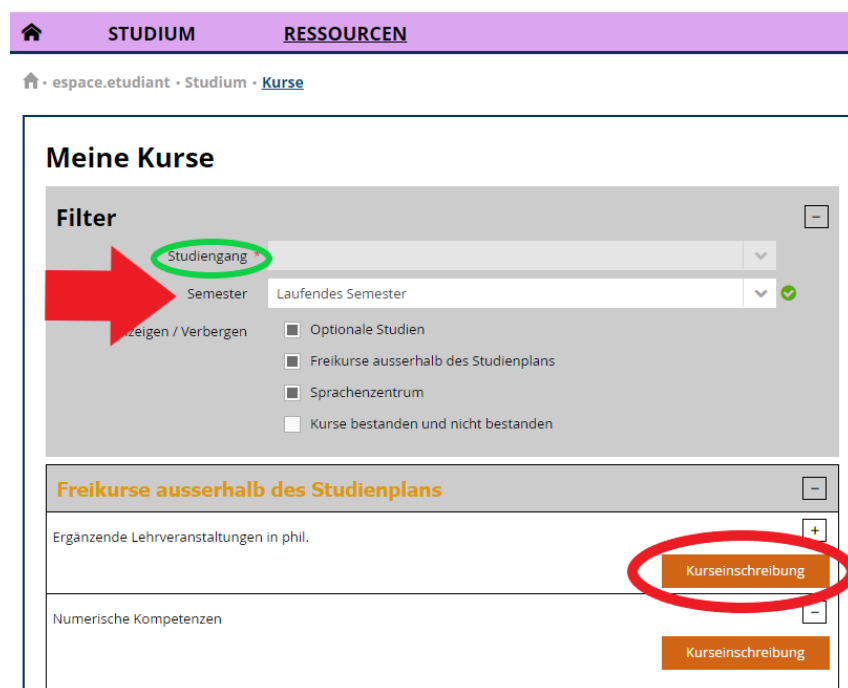 STUDIUM RESSOURCEN
espace.etudiant · Studium · Kurse
Meine Kurse
Filter −
Studiengang *
Semester Laufendes Semester
zeigen / Verbergen Optionale Studien
Freikurse ausserhalb des Studienplans
Sprachenzentrum
Kurse bestanden und nicht bestanden
Freikurse ausserhalb des Studienplans −
Ergänzende Lehrveranstaltungen in phil. +
Kurseinschreibung
Numerische Kompetenzen −
Kurseinschreibung